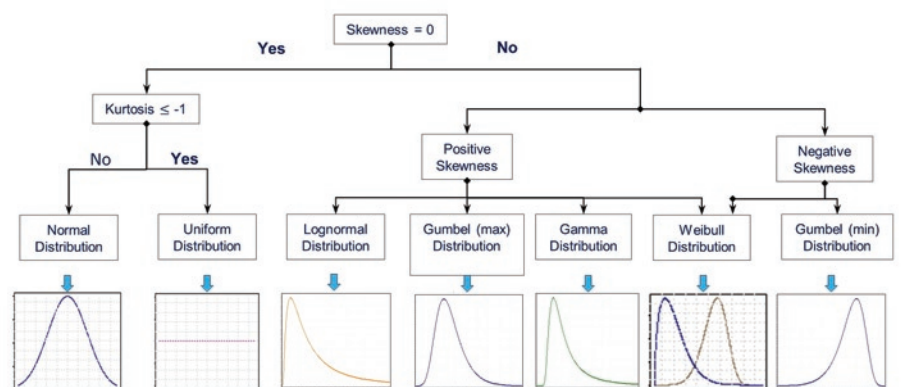 Skewness = 0
Yes
No
Kurtosis ≤ -1
No
Yes
Positive
Skewness
Negative
Skewness
Normal
Distribution
Uniform
Distribution
Lognormal
Distribution
Gumbel (max)
Distribution
Gamma
Distribution
Weibull
Distribution
Gumbel (min)
Distribution